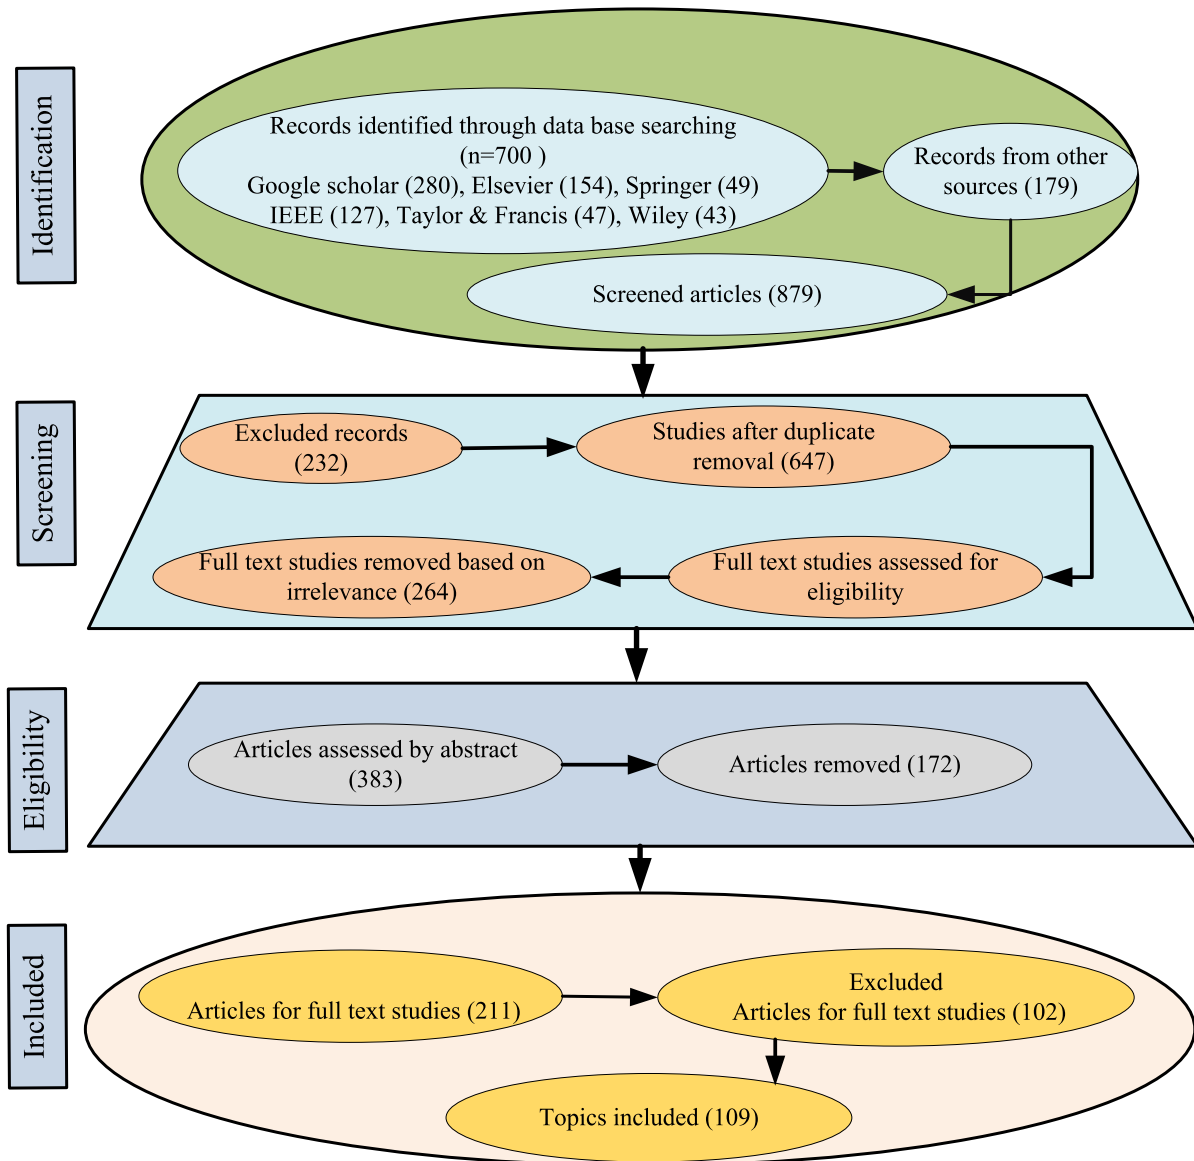 Identification
Records identified through data base searching
(n=700 )
Google scholar (280), Elsevier (154), Springer (49)
IEEE (127), Taylor & Francis (47), Wiley (43)
Records from other
sources (179)
Screened articles (879)
Screening
Excluded records
(232)
Studies after duplicate
removal (647)
Full text studies removed based on
irrelevance (264)
Full text studies assessed for
eligibility
Eligibility
Articles assessed by abstract
(383)
Articles removed (172)
Included
Articles for full text studies (211)
Excluded
Articles for full text studies (102)
Topics included (109)